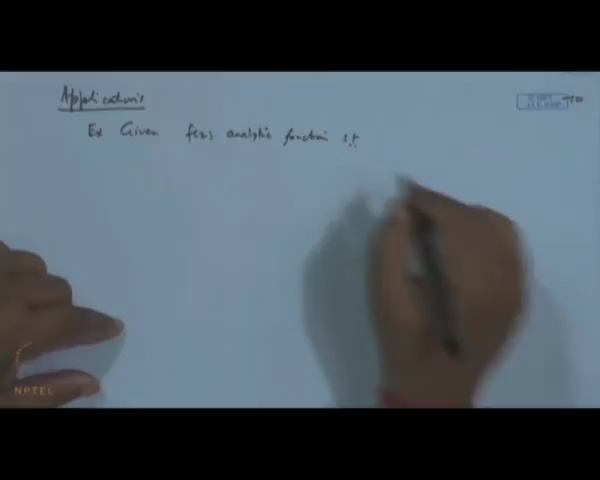 Applications
Ex Given f(z) analytic function s.t
NPTEL